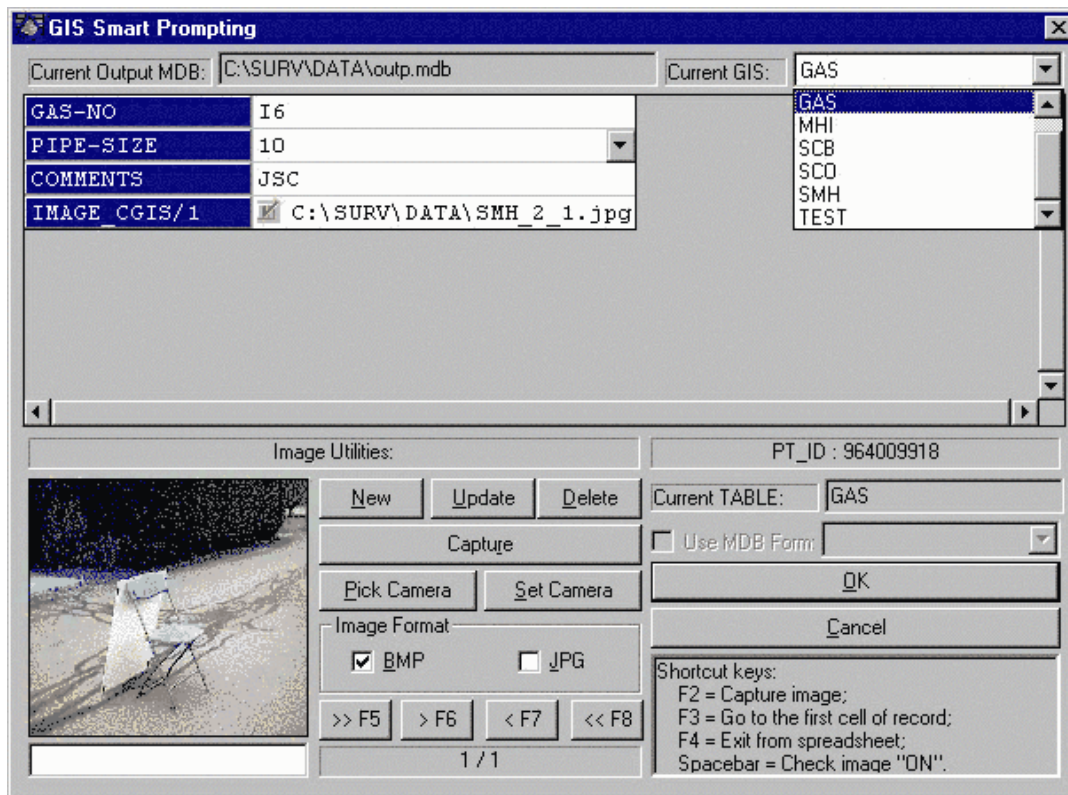 GIS Smart Prompting
Current Output MDB: C:\SURV\DATA\outp.mdb Current GIS: GAS
GAS
MHI
SCB
SCO
SMH
TEST
GAS-NO I6
PIPE-SIZE 10
COMMENTS JSC
IMAGE_CGIS/1 C:\SURV\DATA\SMH_2_1.jpg
Image Utilities:
PT_ID : 964009918
New Update Delete
Current TABLE: GAS
Capture
Use MDB Form:
Pick Camera Set Camera
OK
Image Format
BMP JPG
Cancel
>> F5 > F6 < F7 << F8
1 / 1
Shortcut keys:
F2 = Capture image;
F3 = Go to the first cell of record;
F4 = Exit from spreadsheet;
Spacebar = Check image "ON".